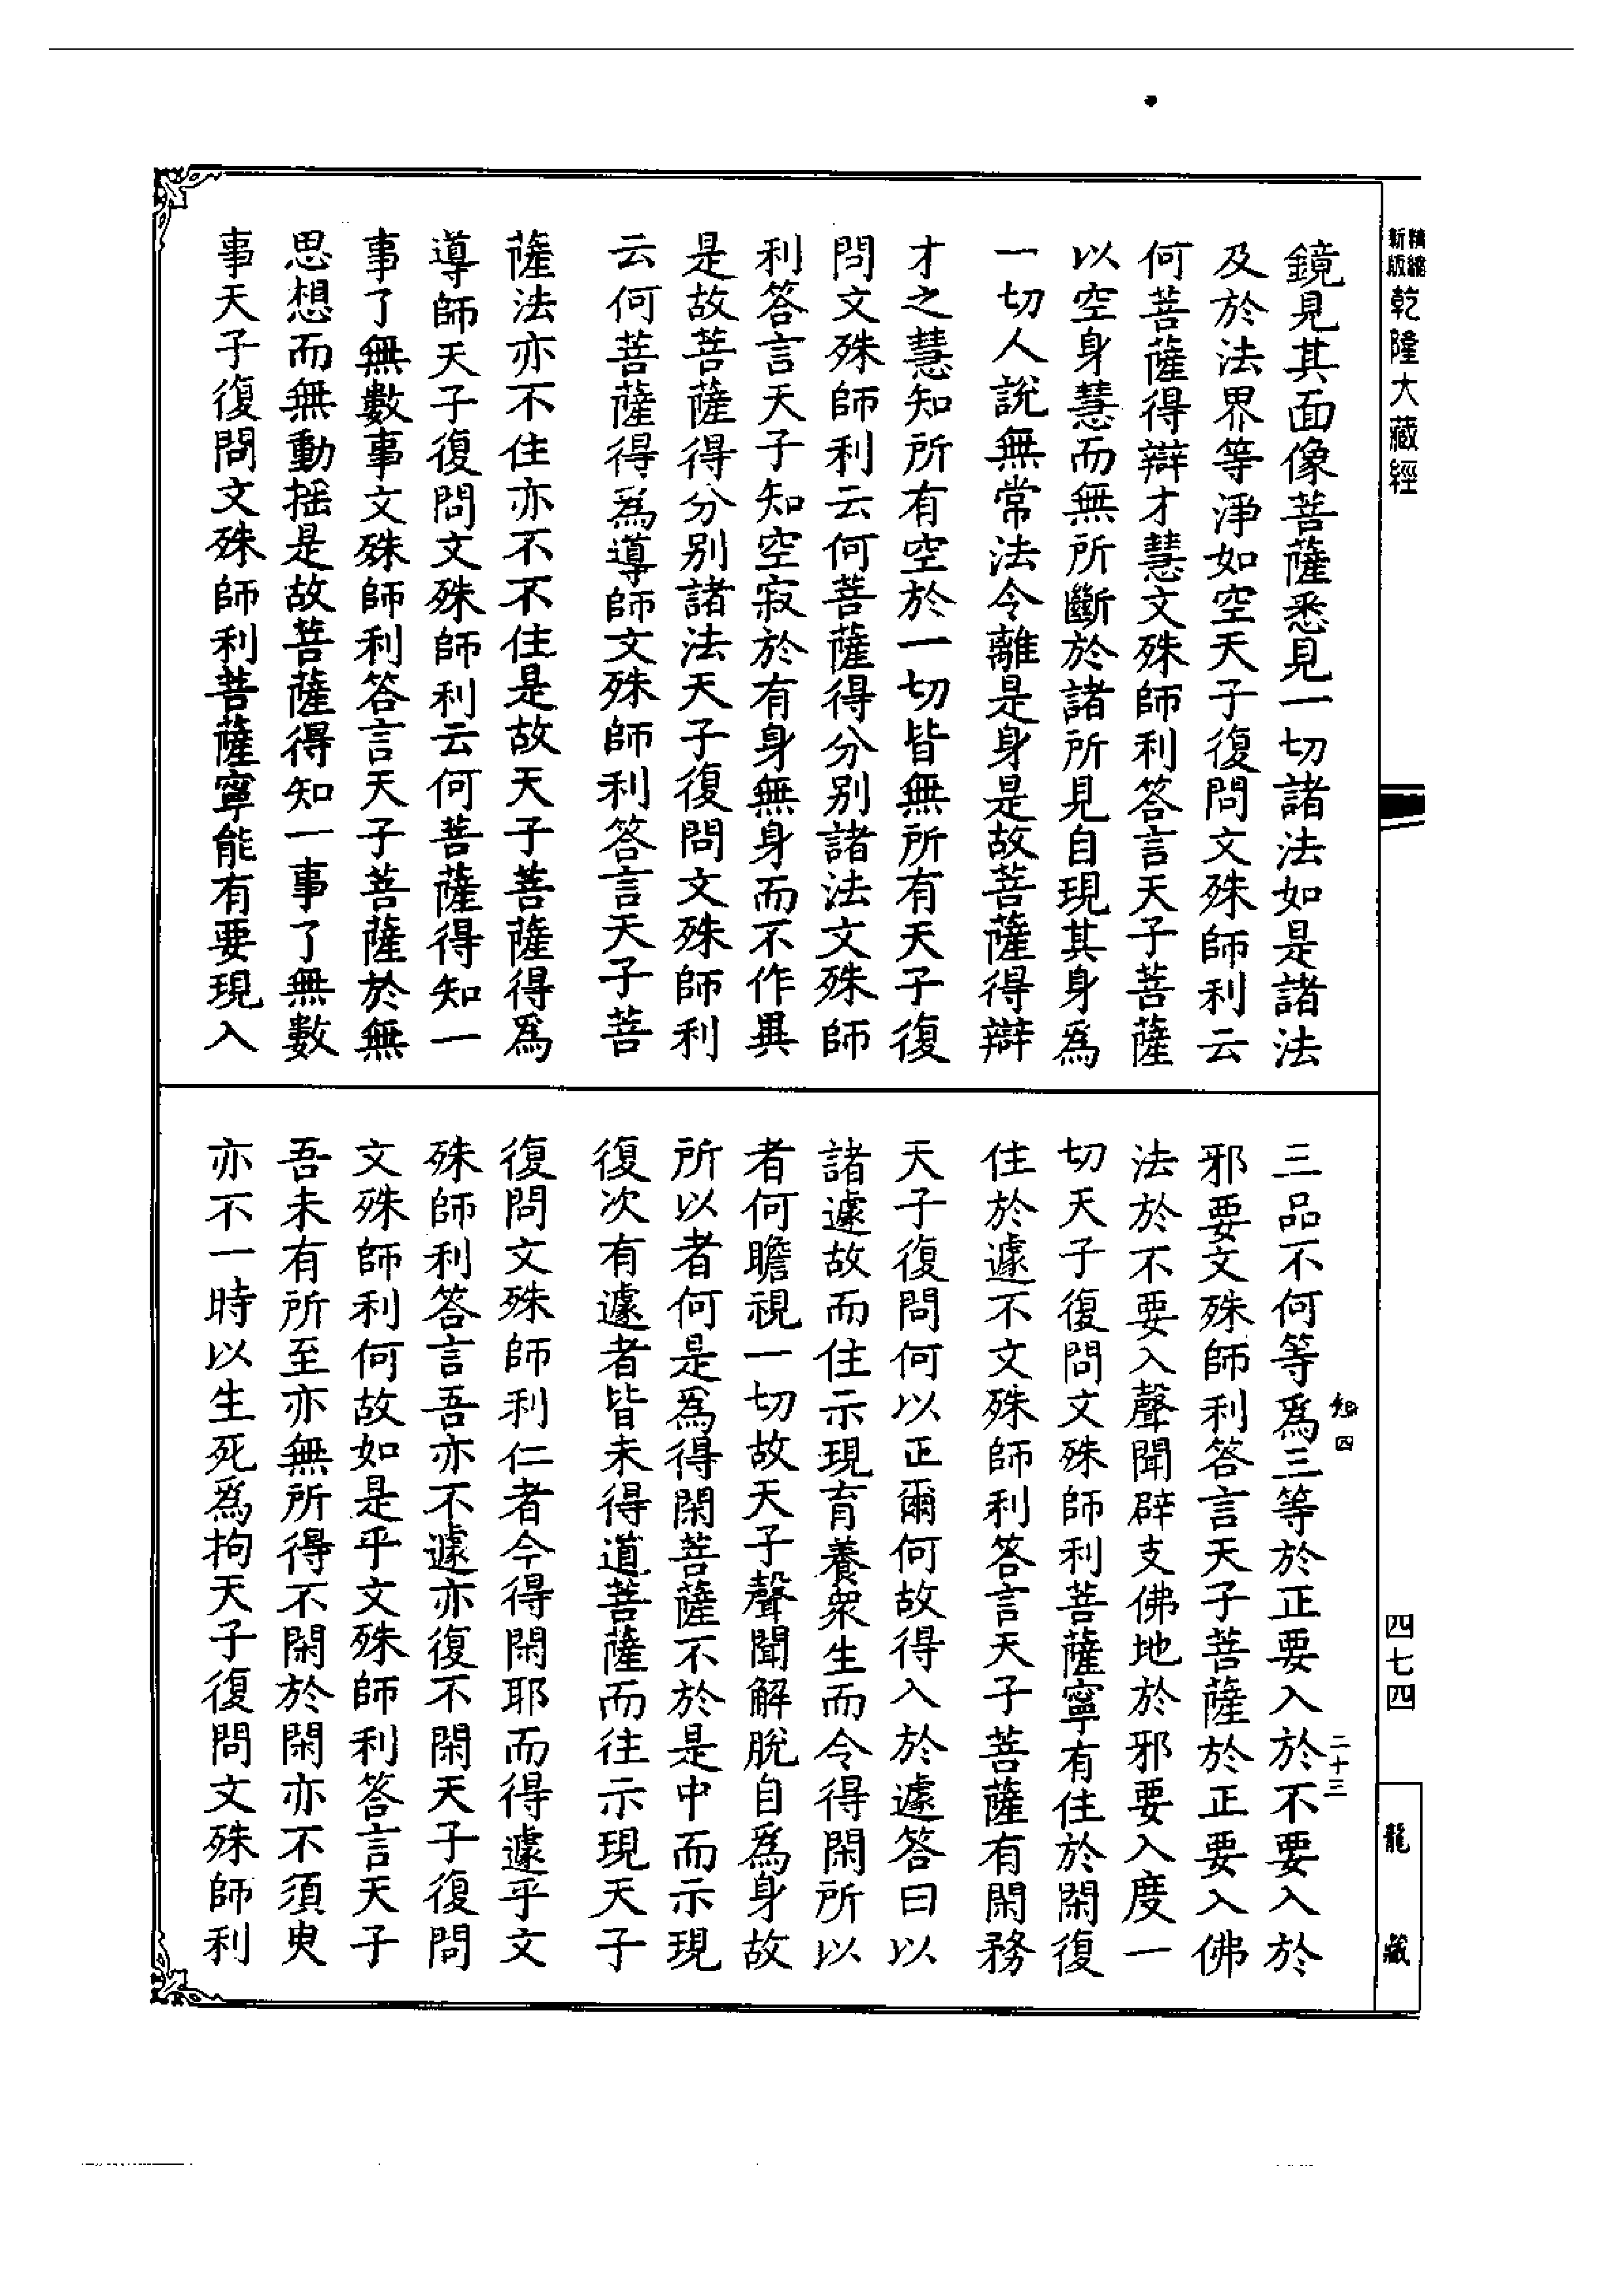 精縮
新版
乾隆大藏經
鏡見其面像菩薩悉見一切諸法如是諸法
及於法界等淨如空天子復問文殊師利云
何菩薩得辯才慧文殊師利答言天子菩薩
以空身慧而無所斷於諸所見自現其身為
一切人說無常法令離是身是故菩薩得辯
才之慧知所有空於一切皆無所有天子復
問文殊師利云何菩薩得分別諸法文殊師
利答言天子知空寂於有身無身而不作異
是故菩薩得分別諸法天子復問文殊師利
云何菩薩得為導師文殊師利答言天子菩
薩法亦不住亦不不住是故天子菩薩得為
導師天子復問文殊師利云何菩薩得知一
事了無數事文殊師利答言天子菩薩於無
思想而無動搖是故菩薩得知一事了無數
事天子復問文殊師利菩薩寧能有要現入
三品不何等為三等於正要入於不要入於
邪要文殊師利答言天子菩薩於正要入佛
法於不要入聲聞辟支佛地於邪要入度一
切天子復問文殊師利菩薩寧有住於閑復
住於遽不文殊師利答言天子菩薩有閑務
天子復問何以正爾何故得入於遽答曰以
諸遽故而住示現育養眾生而令得閑所以
者何瞻視一切故天子聲聞解脫自為身故
所以者何是為得閑菩薩不於是中而示現
復次有遽者皆未得道菩薩而往示現天子
復問文殊師利仁者今得閑耶而得遽乎文
殊師利答言吾亦不遽亦復不閑天子復問
文殊師利何故如是乎文殊師利答言天子
吾未有所至亦無所得不閑於閑亦不須臾
亦不一時以生死為拘天子復問文殊師利
四
二十三
四七四
龍藏